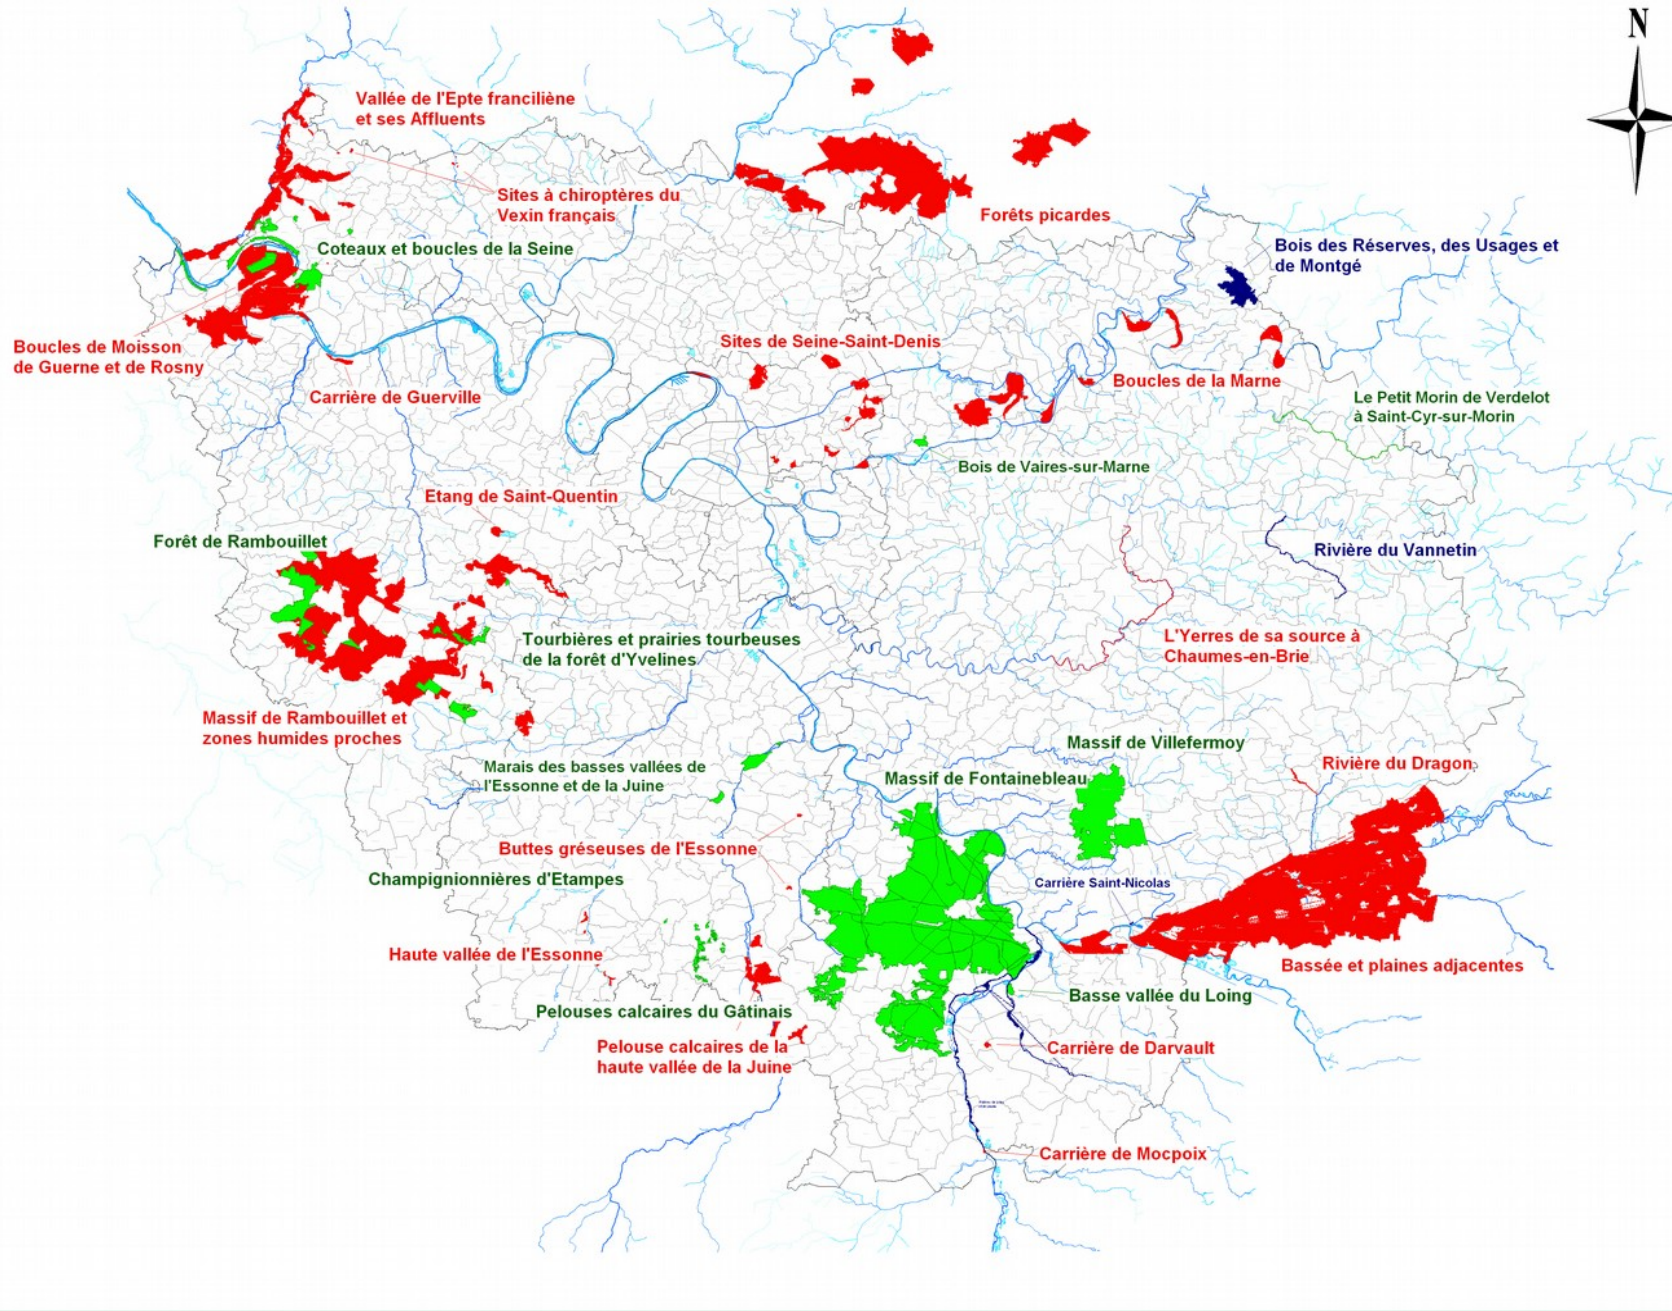 N
Vallée de l'Epte franciliène
et ses Affluents
Sites à chiroptères du
Vexin français
Forêts picardes
Coteaux et boucles de la Seine
Bois des Réserves, des Usages et
de Montgé
Boucles de Moisson
de Guerne et de Rosny
Sites de Seine-Saint-Denis
Carrière de Guerville
Boucles de la Marne
Le Petit Morin de Verdelot
à Saint-Cyr-sur-Morin
Bois de Vaires-sur-Marne
Etang de Saint-Quentin
Forêt de Rambouillet
Rivière du Vannetin
Tourbières et prairies tourbeuses
de la forêt d'Yvelines
L'Yerres de sa source à
Chaumes-en-Brie
Massif de Rambouillet et
zones humides proches
Massif de Villefermoy
Marais des basses vallées de
l'Essonne et de la Juine
Massif de Fontainebleau
Rivière du Dragon
Buttes gréseuses de l'Essonne
Champignionnières d'Etampes
Carrière Saint-Nicolas
Haute vallée de l'Essonne
Bassée et plaines adjacentes
Pelouses calcaires du Gâtinais
Basse vallée du Loing
Pelouse calcaires de la
haute vallée de la Juine
Carrière de Darvault
Carrière de Mocpoix